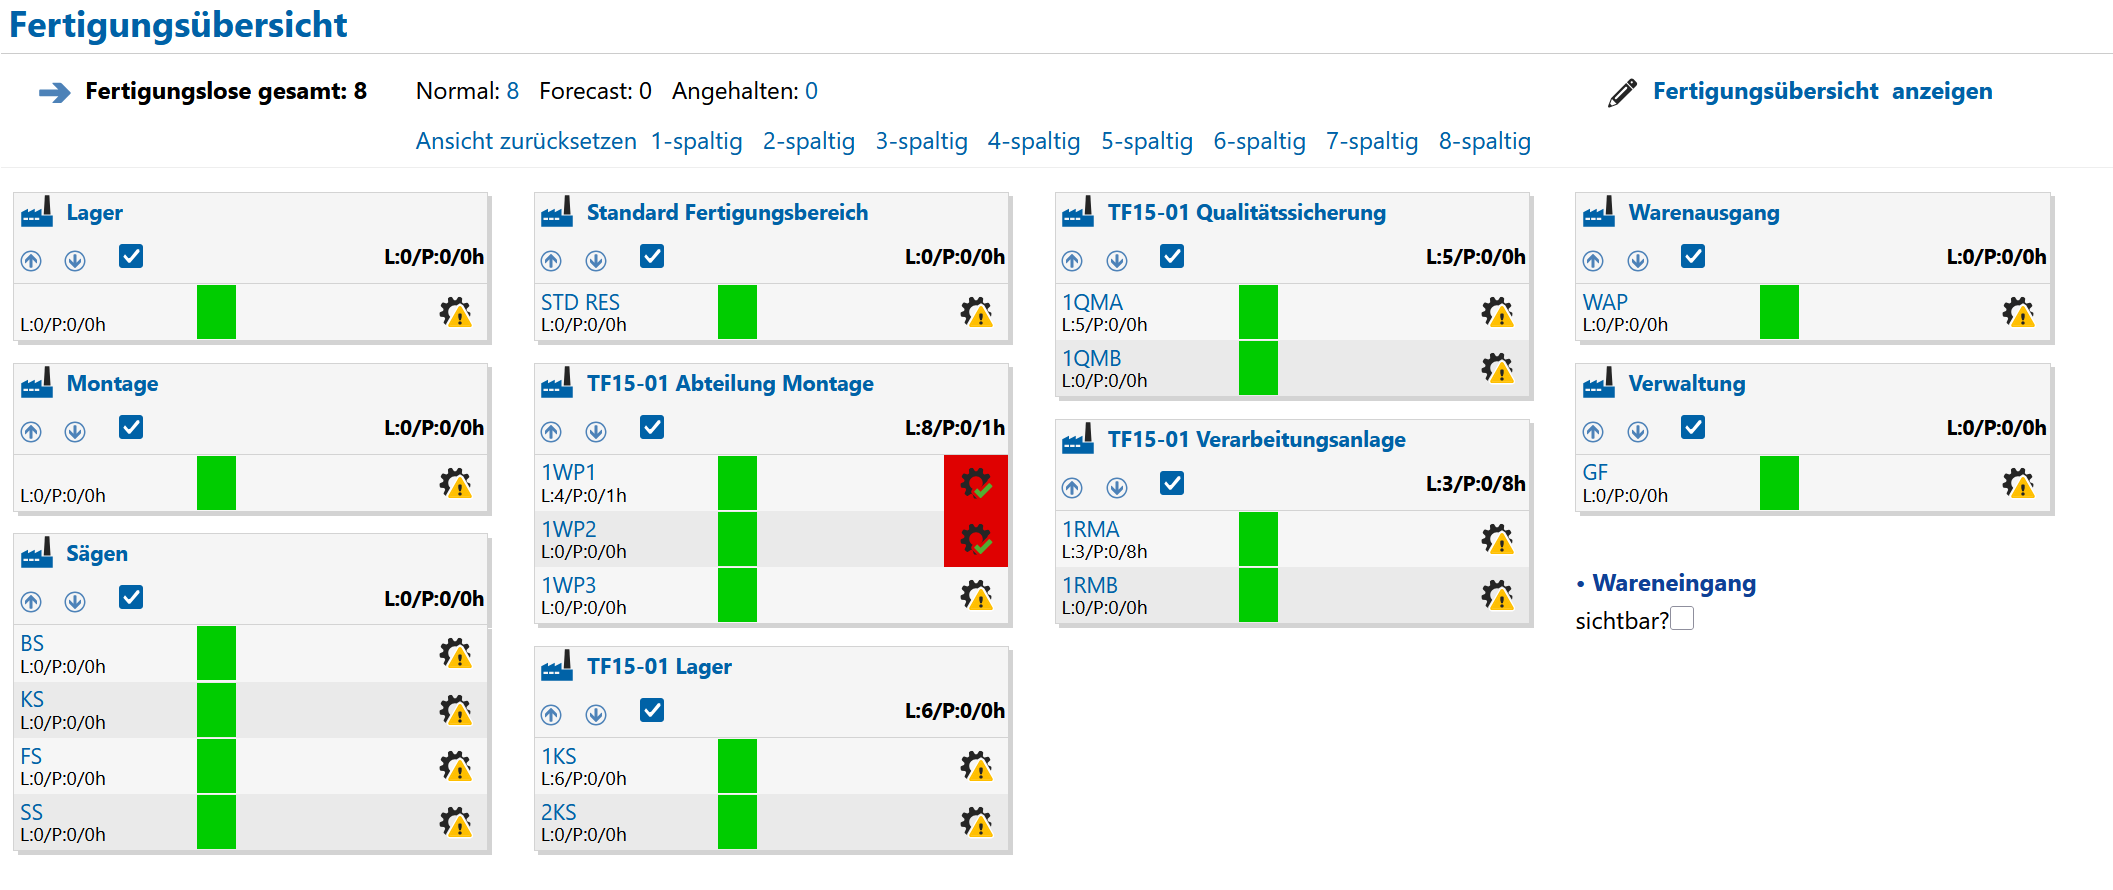 Fertigungsübersicht
Fertigungslose gesamt: 8 Normal: 8 Forecast: 0 Angehalten: 0
Fertigungsübersicht anzeigen
Ansicht zurücksetzen 1-spaltig 2-spaltig 3-spaltig 4-spaltig 5-spaltig 6-spaltig 7-spaltig 8-spaltig
Lager
L:0/P:0/0h
L:0/P:0/0h
Montage
L:0/P:0/0h
L:0/P:0/0h
Sägen
L:0/P:0/0h
BS
L:0/P:0/0h
KS
L:0/P:0/0h
FS
L:0/P:0/0h
SS
L:0/P:0/0h
Standard Fertigungsbereich
L:0/P:0/0h
STD RES
L:0/P:0/0h
TF15-01 Abteilung Montage
L:8/P:0/1h
1WP1
L:4/P:0/1h
1WP2
L:0/P:0/0h
1WP3
L:0/P:0/0h
TF15-01 Lager
L:6/P:0/0h
1KS
L:6/P:0/0h
2KS
L:0/P:0/0h
TF15-01 Qualitätssicherung
L:5/P:0/0h
1QMA
L:5/P:0/0h
1QMB
L:0/P:0/0h
TF15-01 Verarbeitungsanlage
L:3/P:0/8h
1RMA
L:3/P:0/8h
1RMB
L:0/P:0/0h
Warenausgang
L:0/P:0/0h
WAP
L:0/P:0/0h
Verwaltung
L:0/P:0/0h
GF
L:0/P:0/0h
• Wareneingang
sichtbar?